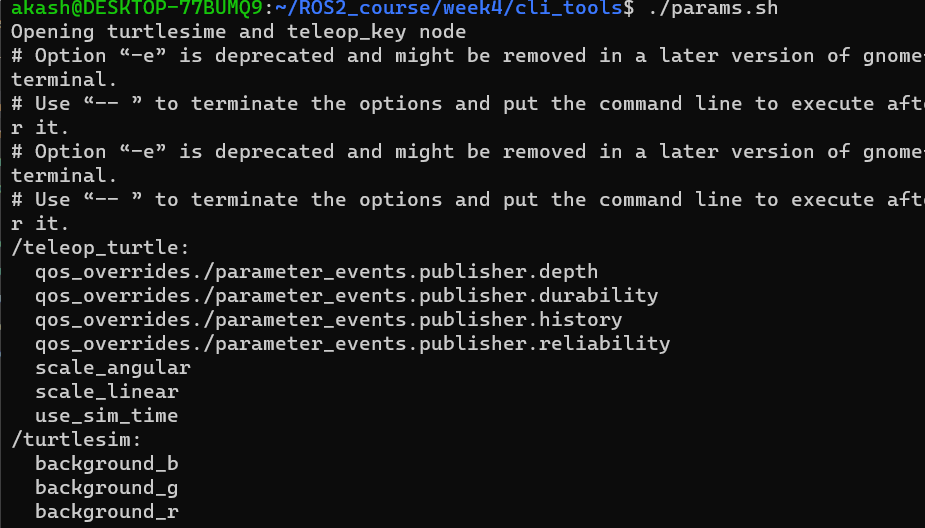 akash@DESKTOP-77BUMQ9:~/ROS2_course/week4/cli_tools$ ./params.sh
Opening turtlesime and teleop_key node
# Option “-e” is deprecated and might be removed in a later version of gnome-
terminal.
# Use “-- ” to terminate the options and put the command line to execute afte
r it.
# Option “-e” is deprecated and might be removed in a later version of gnome-
terminal.
# Use “-- ” to terminate the options and put the command line to execute afte
r it.
/teleop_turtle:
  qos_overrides./parameter_events.publisher.depth
  qos_overrides./parameter_events.publisher.durability
  qos_overrides./parameter_events.publisher.history
  qos_overrides./parameter_events.publisher.reliability
  scale_angular
  scale_linear
  use_sim_time
/turtlesim:
  background_b
  background_g
  background_r